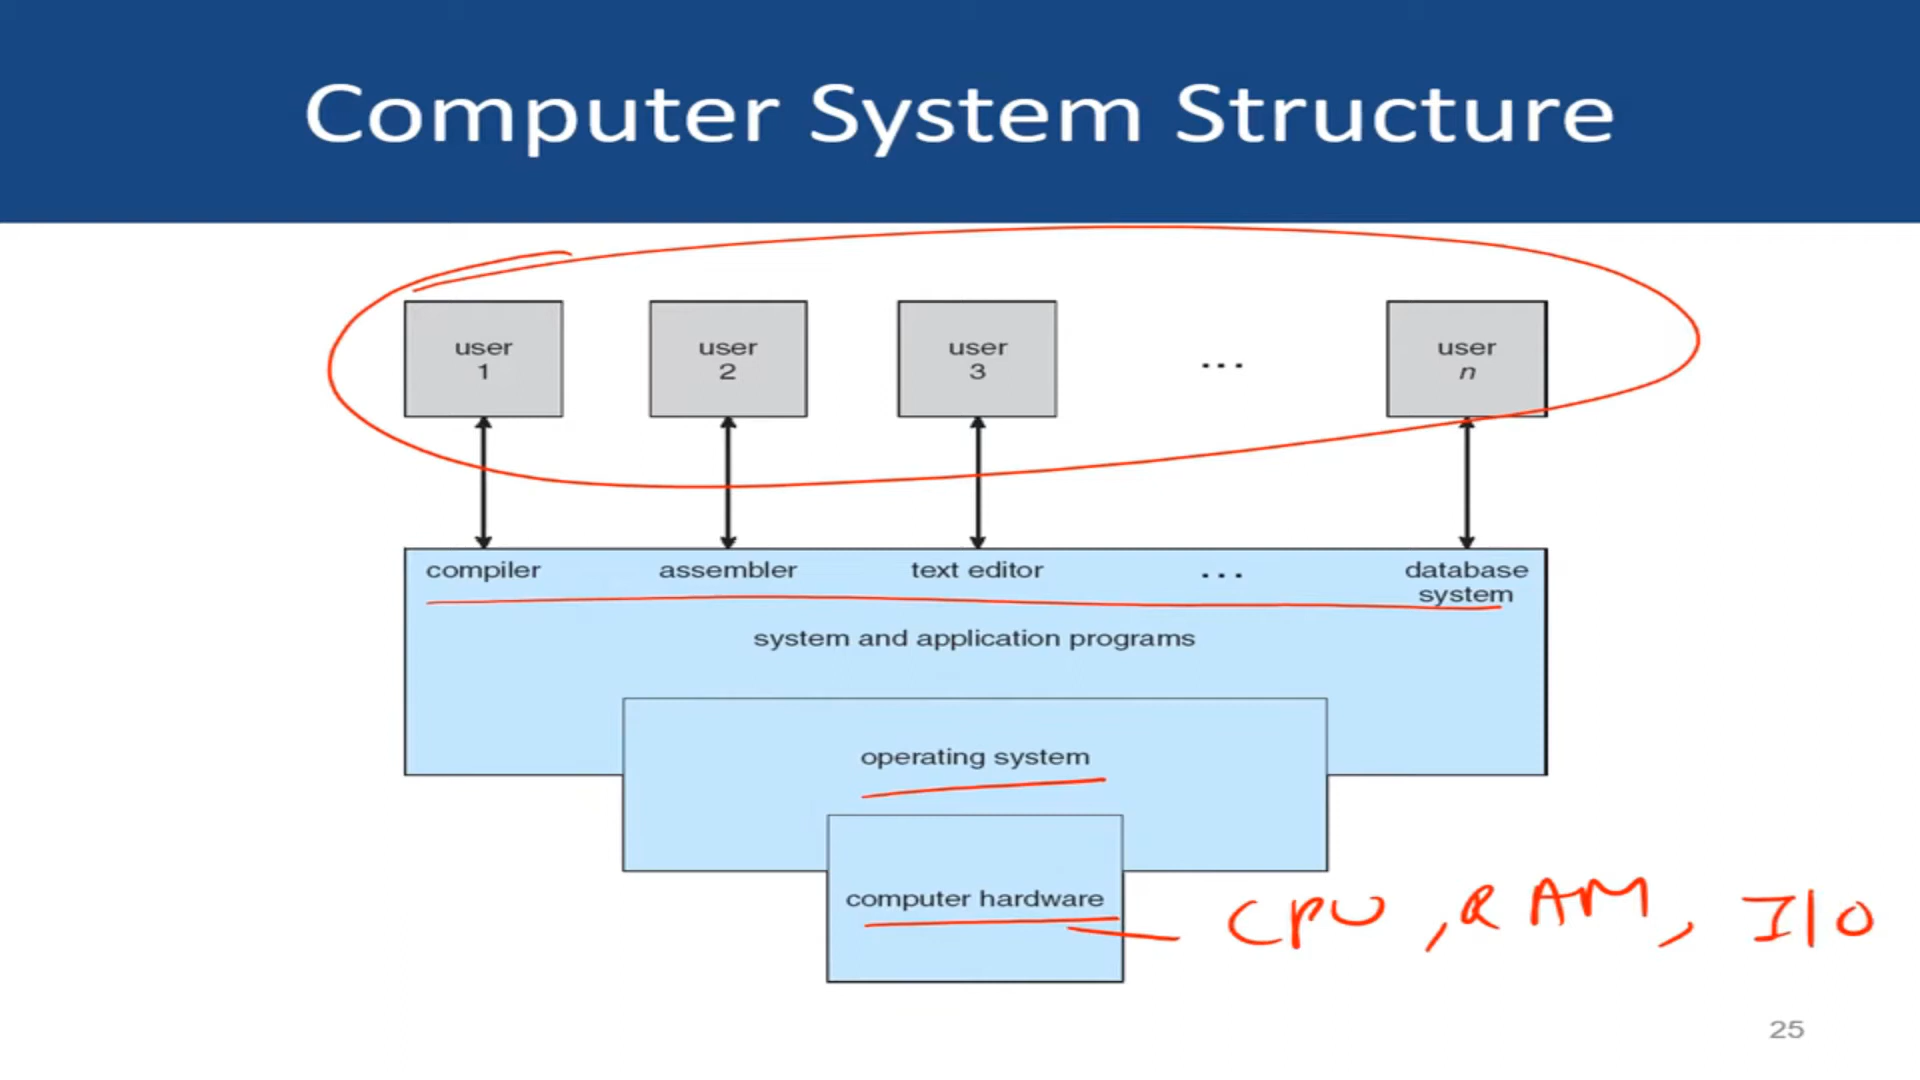 Computer System Structure
user user user user
1 2 3 ... n
compiler assembler text editor ... database
system
system and application programs
operating system
computer hardware CPU, RAM, I/O
25